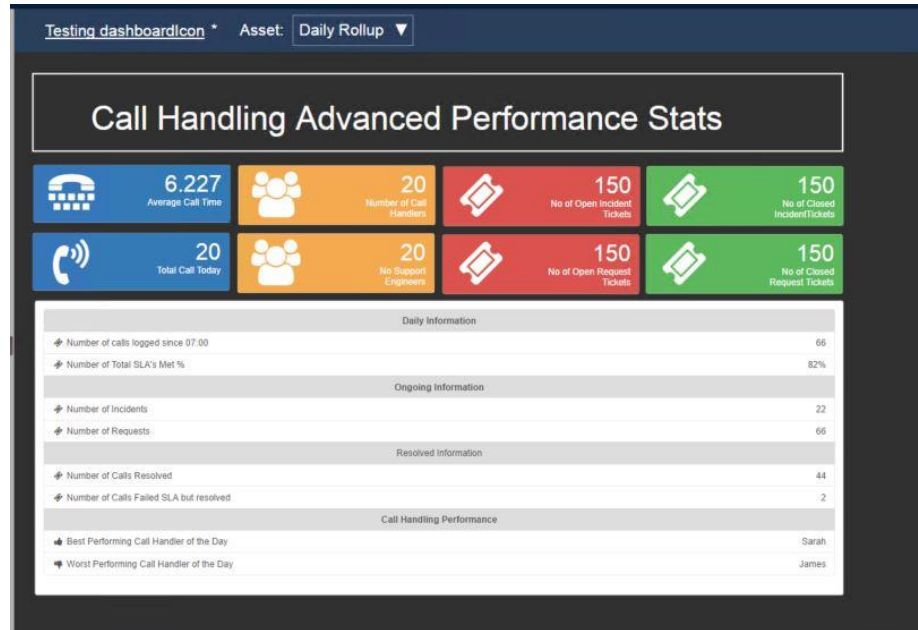 Testing dashboardIcon * Asset: Daily Rollup ▼
Call Handling Advanced Performance Stats
6.227
Average Call Time
20
Number of Call
Handlers
150
No of Open Incident
Tickets
150
No of Closed
IncidentTickets
20
Total Call Today
20
No Support
Engineers
150
No of Open Request
Tickets
150
No of Closed
Request Tickets
Daily Information
Number of calls logged since 07:00 66
Number of Total SLA's Met % 82%
Ongoing Information
Number of Incidents 22
Number of Requests 66
Resolved Information
Number of Calls Resolved 44
Number of Calls Failed SLA but resolved 2
Call Handling Performance
Best Performing Call Handler of the Day Sarah
Worst Performing Call Handler of the Day James